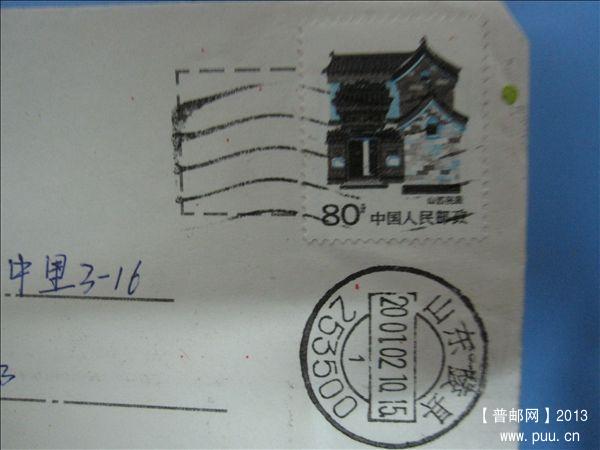 山西民居
80分 中国人民邮政
中里3-16
山东陵县
2001.02.10.15
1
253500
【普邮网】2013
www.puu.cn